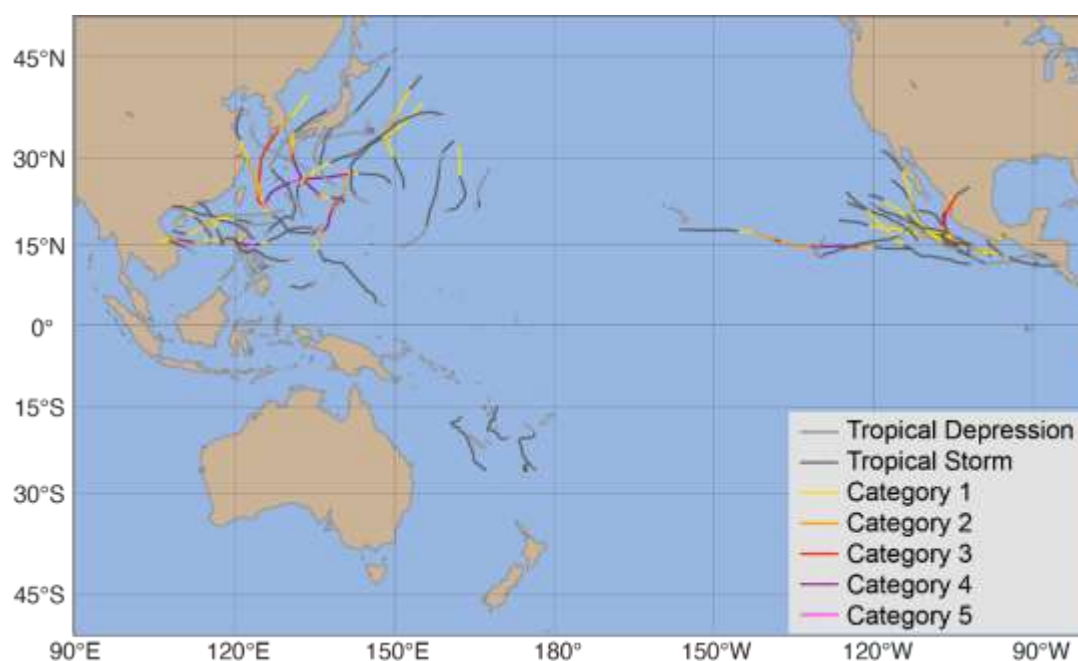 45°N
30°N
15°N
0°
15°S
30°S
45°S
Tropical Depression
Tropical Storm
Category 1
Category 2
Category 3
Category 4
Category 5
90°E 120°E 150°E 180° 150°W 120°W 90°W